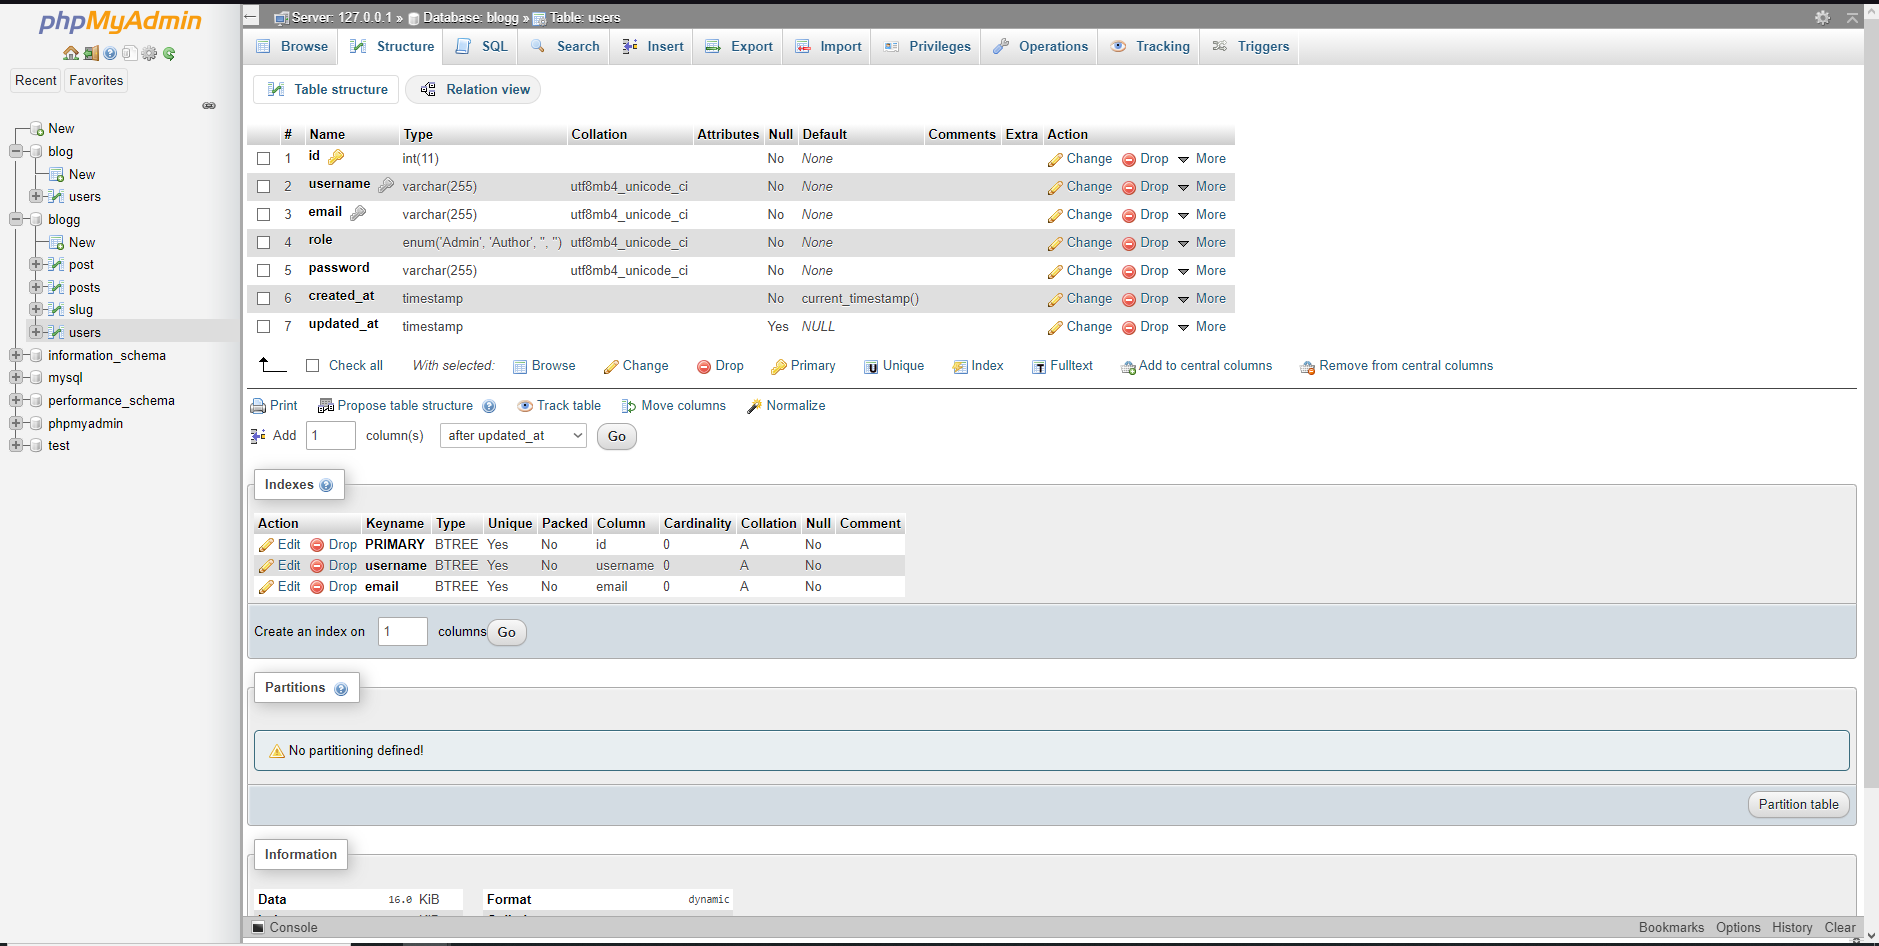 phpMyAdmin
Recent Favorites
New
blog
New
users
blogg
New
post
posts
slug
users
information_schema
mysql
performance_schema
phpmyadmin
test
Server: 127.0.0.1 » Database: blogg » Table: users
Browse Structure SQL Search Insert Export Import Privileges Operations Tracking Triggers
Table structure Relation view
# Name Type Collation Attributes Null Default Comments Extra Action
1 id int(11) No None Change Drop More
2 username varchar(255) utf8mb4_unicode_ci No None Change Drop More
3 email varchar(255) utf8mb4_unicode_ci No None Change Drop More
4 role enum('Admin', 'Author', '', '') utf8mb4_unicode_ci No None Change Drop More
5 password varchar(255) utf8mb4_unicode_ci No None Change Drop More
6 created_at timestamp No current_timestamp() Change Drop More
7 updated_at timestamp Yes NULL Change Drop More
Check all With selected: Browse Change Drop Primary Unique Index Fulltext Add to central columns Remove from central columns
Print Propose table structure Track table Move columns Normalize
Add 1 column(s) after updated_at Go
Indexes
Action Keyname Type Unique Packed Column Cardinality Collation Null Comment
Edit Drop PRIMARY BTREE Yes No id 0 A No
Edit Drop username BTREE Yes No username 0 A No
Edit Drop email BTREE Yes No email 0 A No
Create an index on 1 columns Go
Partitions
No partitioning defined!
Partition table
Information
Data 16.0 KiB Format dynamic
Console Bookmarks Options History Clear